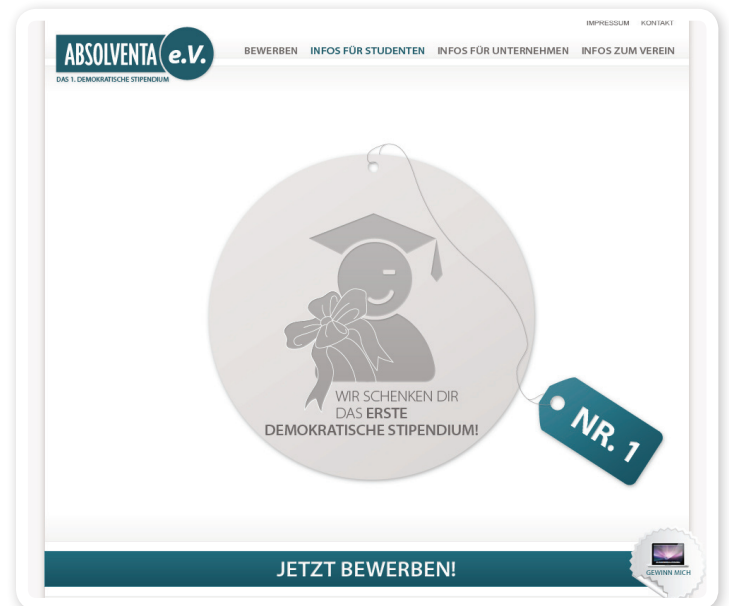 IMPRESSUM KONTAKT
ABSOLVENTA e.V.
DAS 1. DEMOKRATISCHE STIPENDIUM
BEWERBEN INFOS FÜR STUDENTEN INFOS FÜR UNTERNEHMEN INFOS ZUM VEREIN
WIR SCHENKEN DIR
DAS ERSTE
DEMOKRATISCHE STIPENDIUM!
NR. 1
JETZT BEWERBEN!
GEWINN MICH